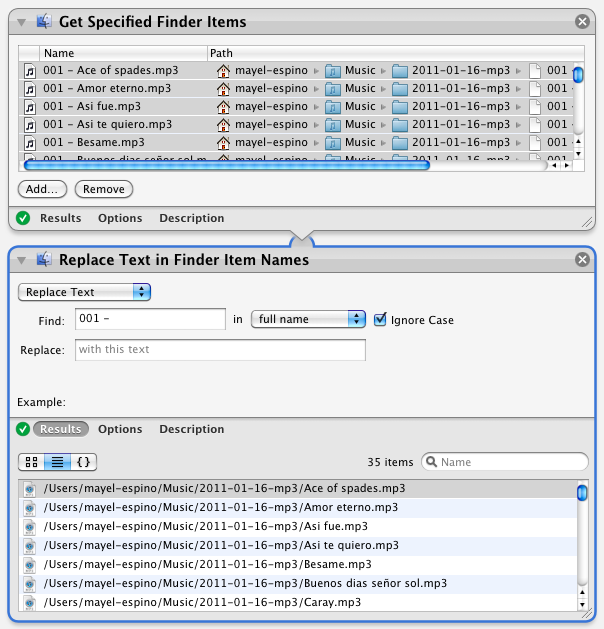 Get Specified Finder Items
Name Path
001 - Ace of spades.mp3 mayel-espino Music 2011-01-16-mp3 001 -
001 - Amor eterno.mp3 mayel-espino Music 2011-01-16-mp3 001 -
001 - Asi fue.mp3 mayel-espino Music 2011-01-16-mp3 001 -
001 - Asi te quiero.mp3 mayel-espino Music 2011-01-16-mp3 001 -
001 - Besame.mp3 mayel-espino Music 2011-01-16-mp3 001 -
001 - Buenos dias señor sol.m mayel-espino Music 2011-01-16-mp3 001
Add... Remove
Results Options Description
Replace Text in Finder Item Names
Replace Text
Find: 001 - in full name Ignore Case
Replace: with this text
Example:
Results Options Description
35 items Name
/Users/mayel-espino/Music/2011-01-16-mp3/Ace of spades.mp3
/Users/mayel-espino/Music/2011-01-16-mp3/Amor eterno.mp3
/Users/mayel-espino/Music/2011-01-16-mp3/Asi fue.mp3
/Users/mayel-espino/Music/2011-01-16-mp3/Asi te quiero.mp3
/Users/mayel-espino/Music/2011-01-16-mp3/Besame.mp3
/Users/mayel-espino/Music/2011-01-16-mp3/Buenos dias señor sol.mp3
/Users/mayel-espino/Music/2011-01-16-mp3/Caray.mp3